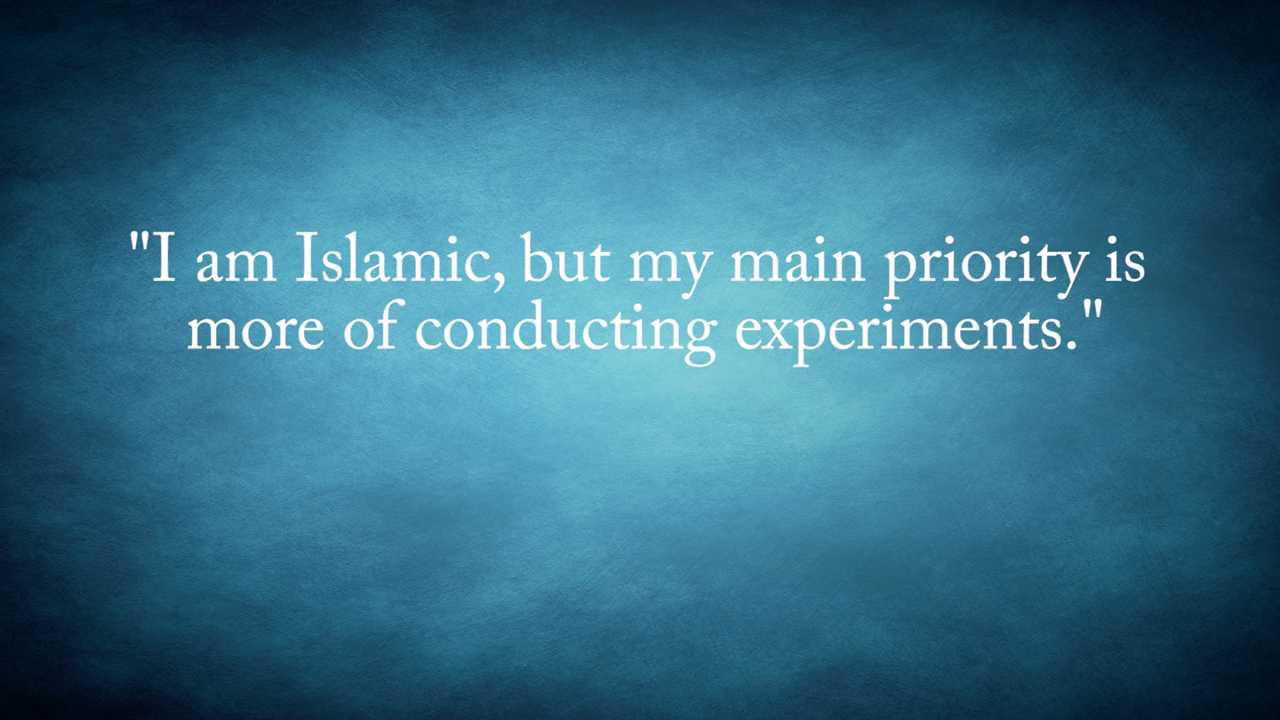 "I am Islamic, but my main priority is
more of conducting experiments."